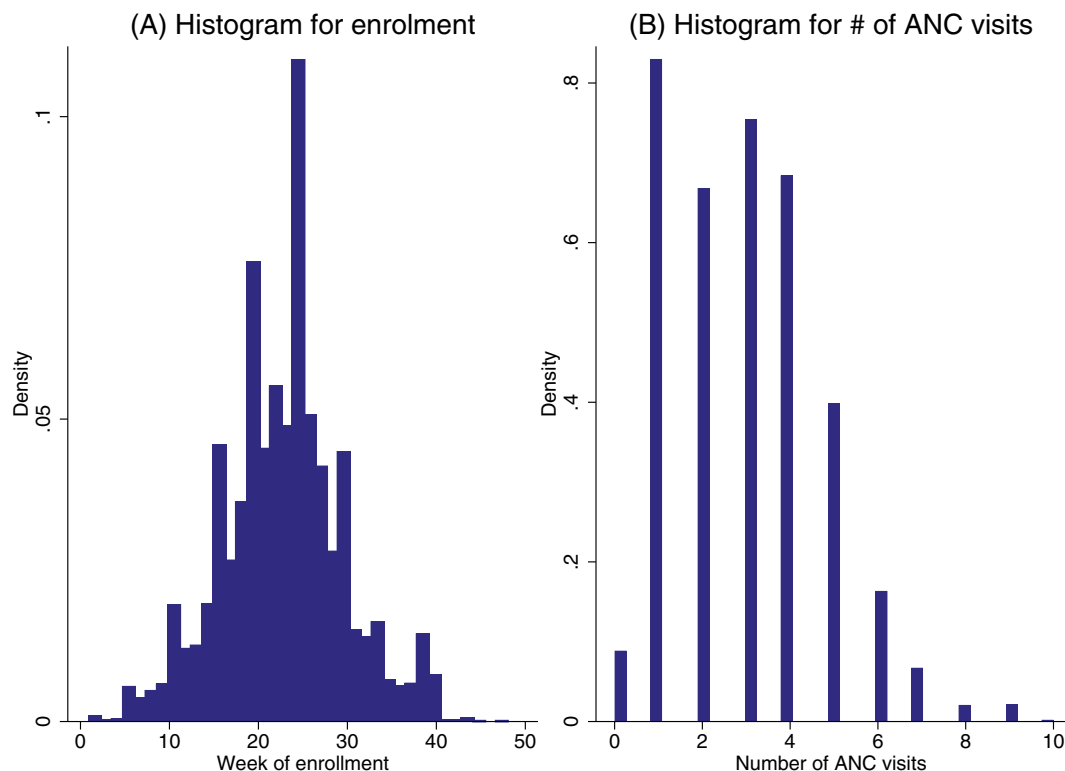 (A) Histogram for enrolment
.1
.05
0
Density
0 10 20 30 40 50
Week of enrollment
(B) Histogram for # of ANC visits
.8
.6
.4
.2
0
Density
0 2 4 6 8 10
Number of ANC visits